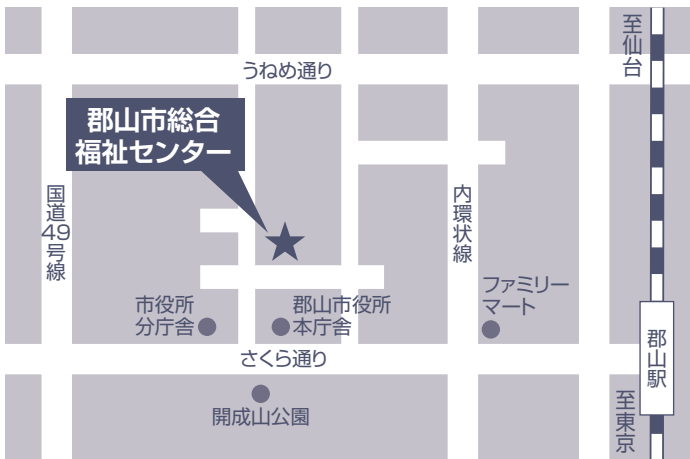 至仙台
うねめ通り
郡山市総合
福祉センター
国道49号線
内環状線
ファミリー
マート
市役所
分庁舎
郡山市役所
本庁舎
郡山駅
さくら通り
開成山公園
至東京